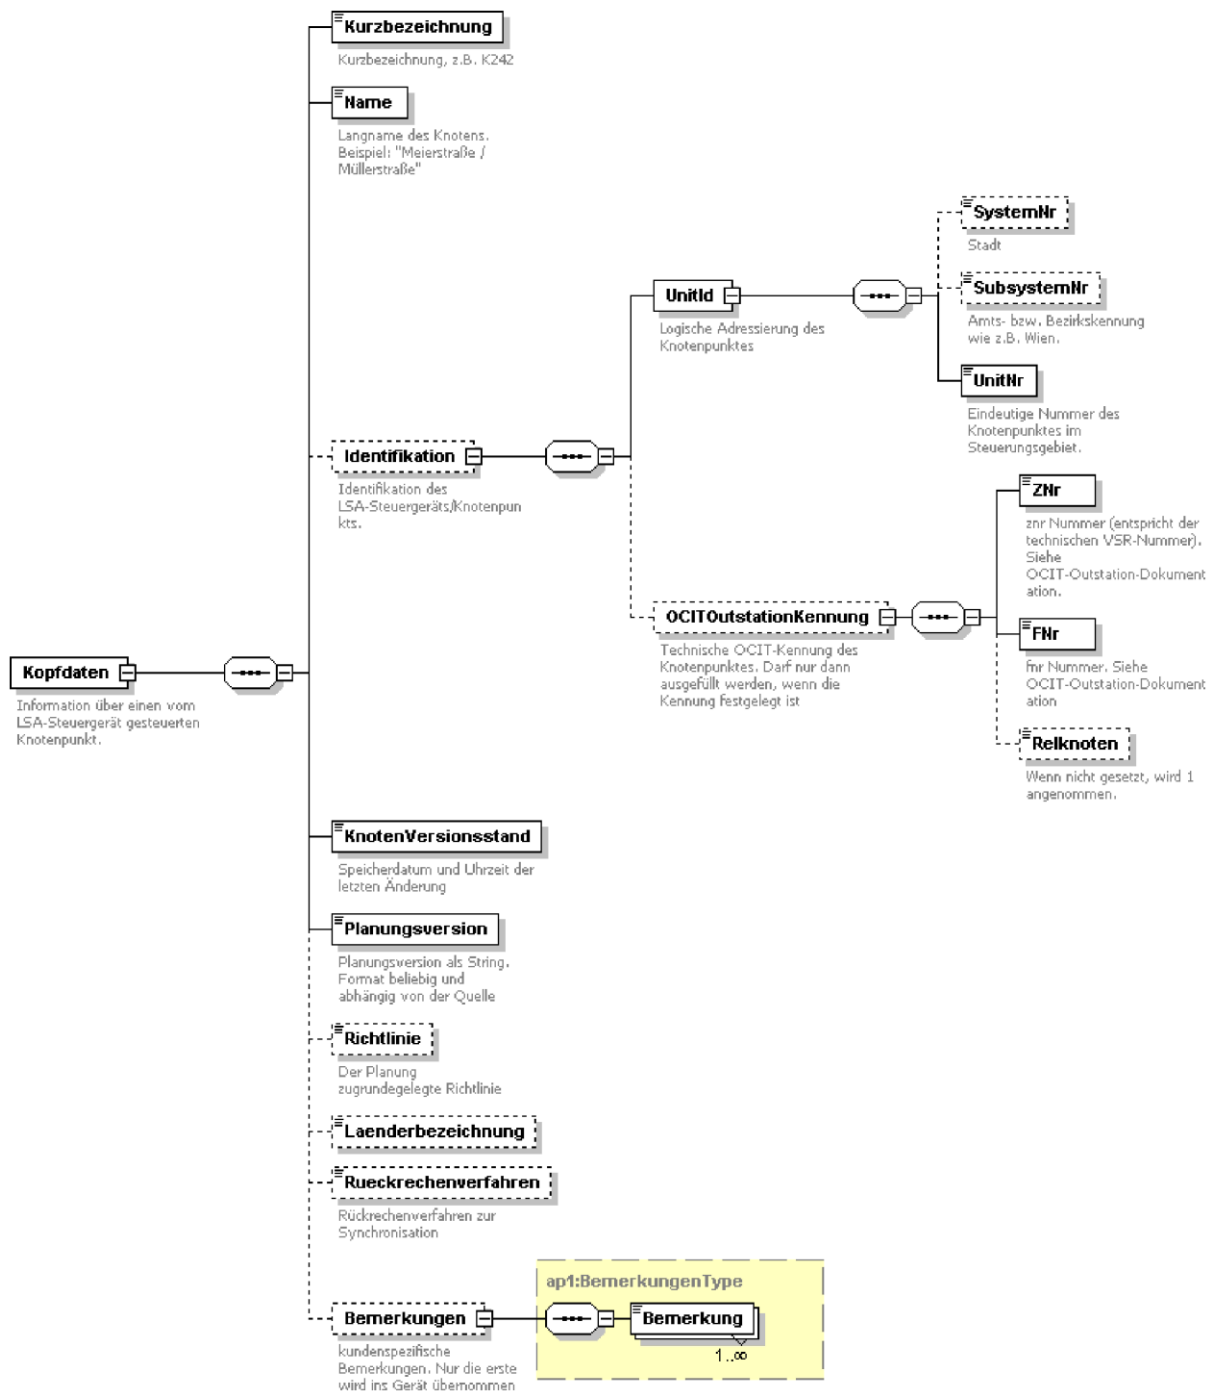 Kurzbezeichnung
Kurzbezeichnung, z.B. K242
Name
Langname des Knotens.
Beispiel: "Meierstraße /
Müllerstraße"
SystemNr
Stadt
SubsystemNr
Amts- bzw. Bezirkskennung
wie z.B. Wien.
UnitId
Logische Adressierung des
Knotenpunktes
UnitNr
Eindeutige Nummer des
Knotenpunktes im
Steuerungsgebiet.
Identifikation
Identifikation des
LSA-Steuergeräts/Knotenpun
kts.
ZNr
znr Nummer (entspricht der
technischen VSR-Nummer).
Siehe
OCIT-Outstation-Dokument
ation.
OCITOutstationKennung
Technische OCIT-Kennung des
Knotenpunktes. Darf nur dann
ausgefüllt werden, wenn die
Kennung festgelegt ist
FNr
fnr Nummer. Siehe
OCIT-Outstation-Dokument
ation
Relknoten
Wenn nicht gesetzt, wird 1
angenommen.
Kopfdaten
Information über einen vom
LSA-Steuergerät gesteuerten
Knotenpunkt.
KnotenVersionsstand
Speicherdatum und Uhrzeit der
letzten Änderung
Planungsversion
Planungsversion als String.
Format beliebig und
abhängig von der Quelle
Richtlinie
Der Planung
zugrundegelegte Richtlinie
Laenderbezeichnung
Rueckrechenverfahren
Rückrechenverfahren zur
Synchronisation
ap1:BemerkungenType
Bemerkungen
Bemerkung
1..∞
kundenspezifische
Bemerkungen. Nur die erste
wird ins Gerät übernommen